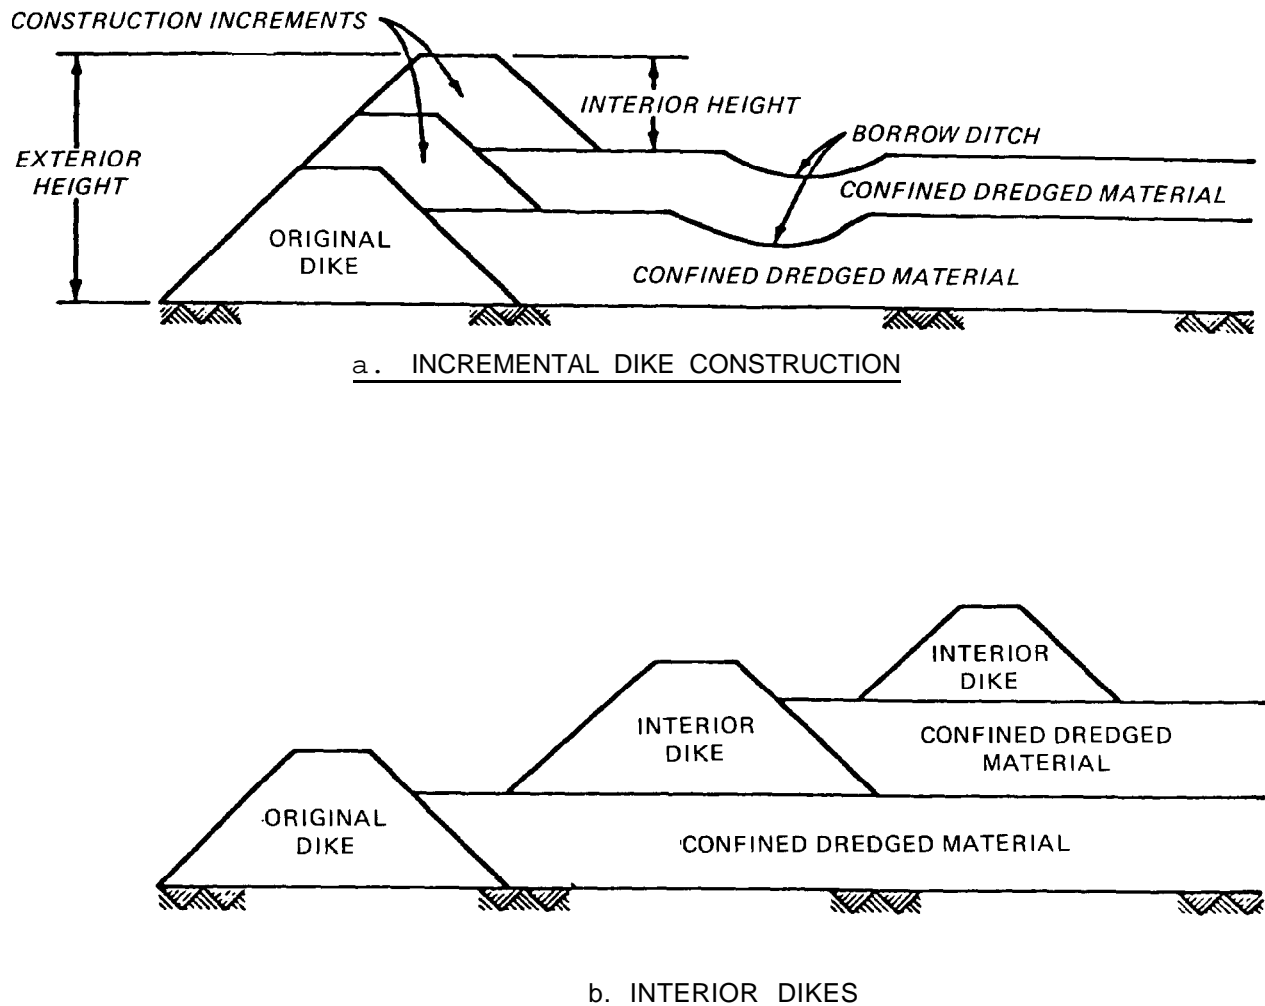 CONSTRUCTION INCREMENTS
INTERIOR HEIGHT
BORROW DITCH
EXTERIOR
HEIGHT
CONFINED DREDGED MATERIAL
ORIGINAL
DIKE
CONFINED DREDGED MATERIAL
a. INCREMENTAL DIKE CONSTRUCTION
INTERIOR
DIKE
INTERIOR
DIKE
CONFINED DREDGED
MATERIAL
ORIGINAL
DIKE
CONFINED DREDGED MATERIAL
b. INTERIOR DIKES